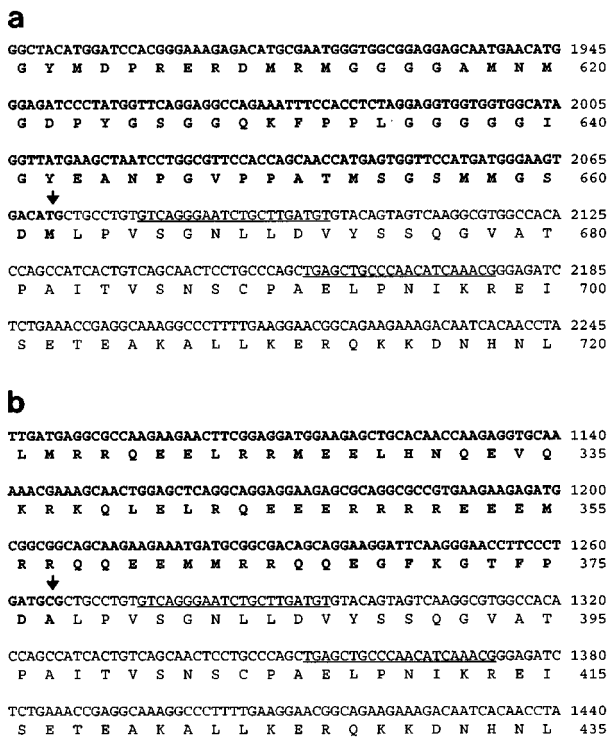 a
GGCTACATGGATCCACGGGAAAGAGACATGCGAATGGGTGGCGGAGGAGCAATGAACATG 1945
G Y M D P R E R D M R M G G G G A M N M 620
GGAGATCCCTATGGTTCAGGAGGCCAGAAATTTCCACCTCTAGGAGGTGGTGGTGGCATA 2005
G D P Y G S G G Q K F P P L G G G G G I 640
GGTTATGAAGCTAATCCTGGCGTTCCACCAGCAACCATGAGTGGTTCCATGATGGGAAGT 2065
G Y E A N P G V P P A T M S G S M M G S 660
GACATGCTGCCTGTGTCAGGGAATCTGCTTGATGTGTACAGTAGTCAAGGCGTGGCCACA 2125
D M L P V S G N L L D V Y S S Q G V A T 680
CCAGCCATCACTGTCAGCAACTCCTGCCCAGCTGAGCTGCCCAACATCAAACGGGAGATC 2185
P A I T V S N S C P A E L P N I K R E I 700
TCTGAAACCGAGGCAAAGGCCCTTTTGAAGGAACGGCAGAAGAAAGACAATCACAACCTA 2245
S E T E A K A L L K E R Q K K D N H N L 720
b
TTGATGAGGCGCCAAGAAGAACTTCGGAGGATGGAAGAGCTGCACAACCAAGAGGTGCAA 1140
L M R R Q E E L R R M E E L H N Q E V Q 335
AAACGAAAGCAACTGGAGCTCAGGCAGGAGGAAGAGCGCAGGCGCCGTGAAGAAGAGATG 1200
K R K Q L E L R Q E E E R R R R E E E M 355
CGGCGGCAGCAAGAAGAAATGATGCGGCGACAGCAGGAAGGATTCAAGGGAACCTTCCCT 1260
R R Q Q E E M M R R Q Q E G F K G T F P 375
GATGCGCTGCCTGTGTCAGGGAATCTGCTTGATGTGTACAGTAGTCAAGGCGTGGCCACA 1320
D A L P V S G N L L D V Y S S Q G V A T 395
CCAGCCATCACTGTCAGCAACTCCTGCCCAGCTGAGCTGCCCAACATCAAACGGGAGATC 1380
P A I T V S N S C P A E L P N I K R E I 415
TCTGAAACCGAGGCAAAGGCCCTTTTGAAGGAACGGCAGAAGAAAGACAATCACAACCTA 1440
S E T E A K A L L K E R Q K K D N H N L 435